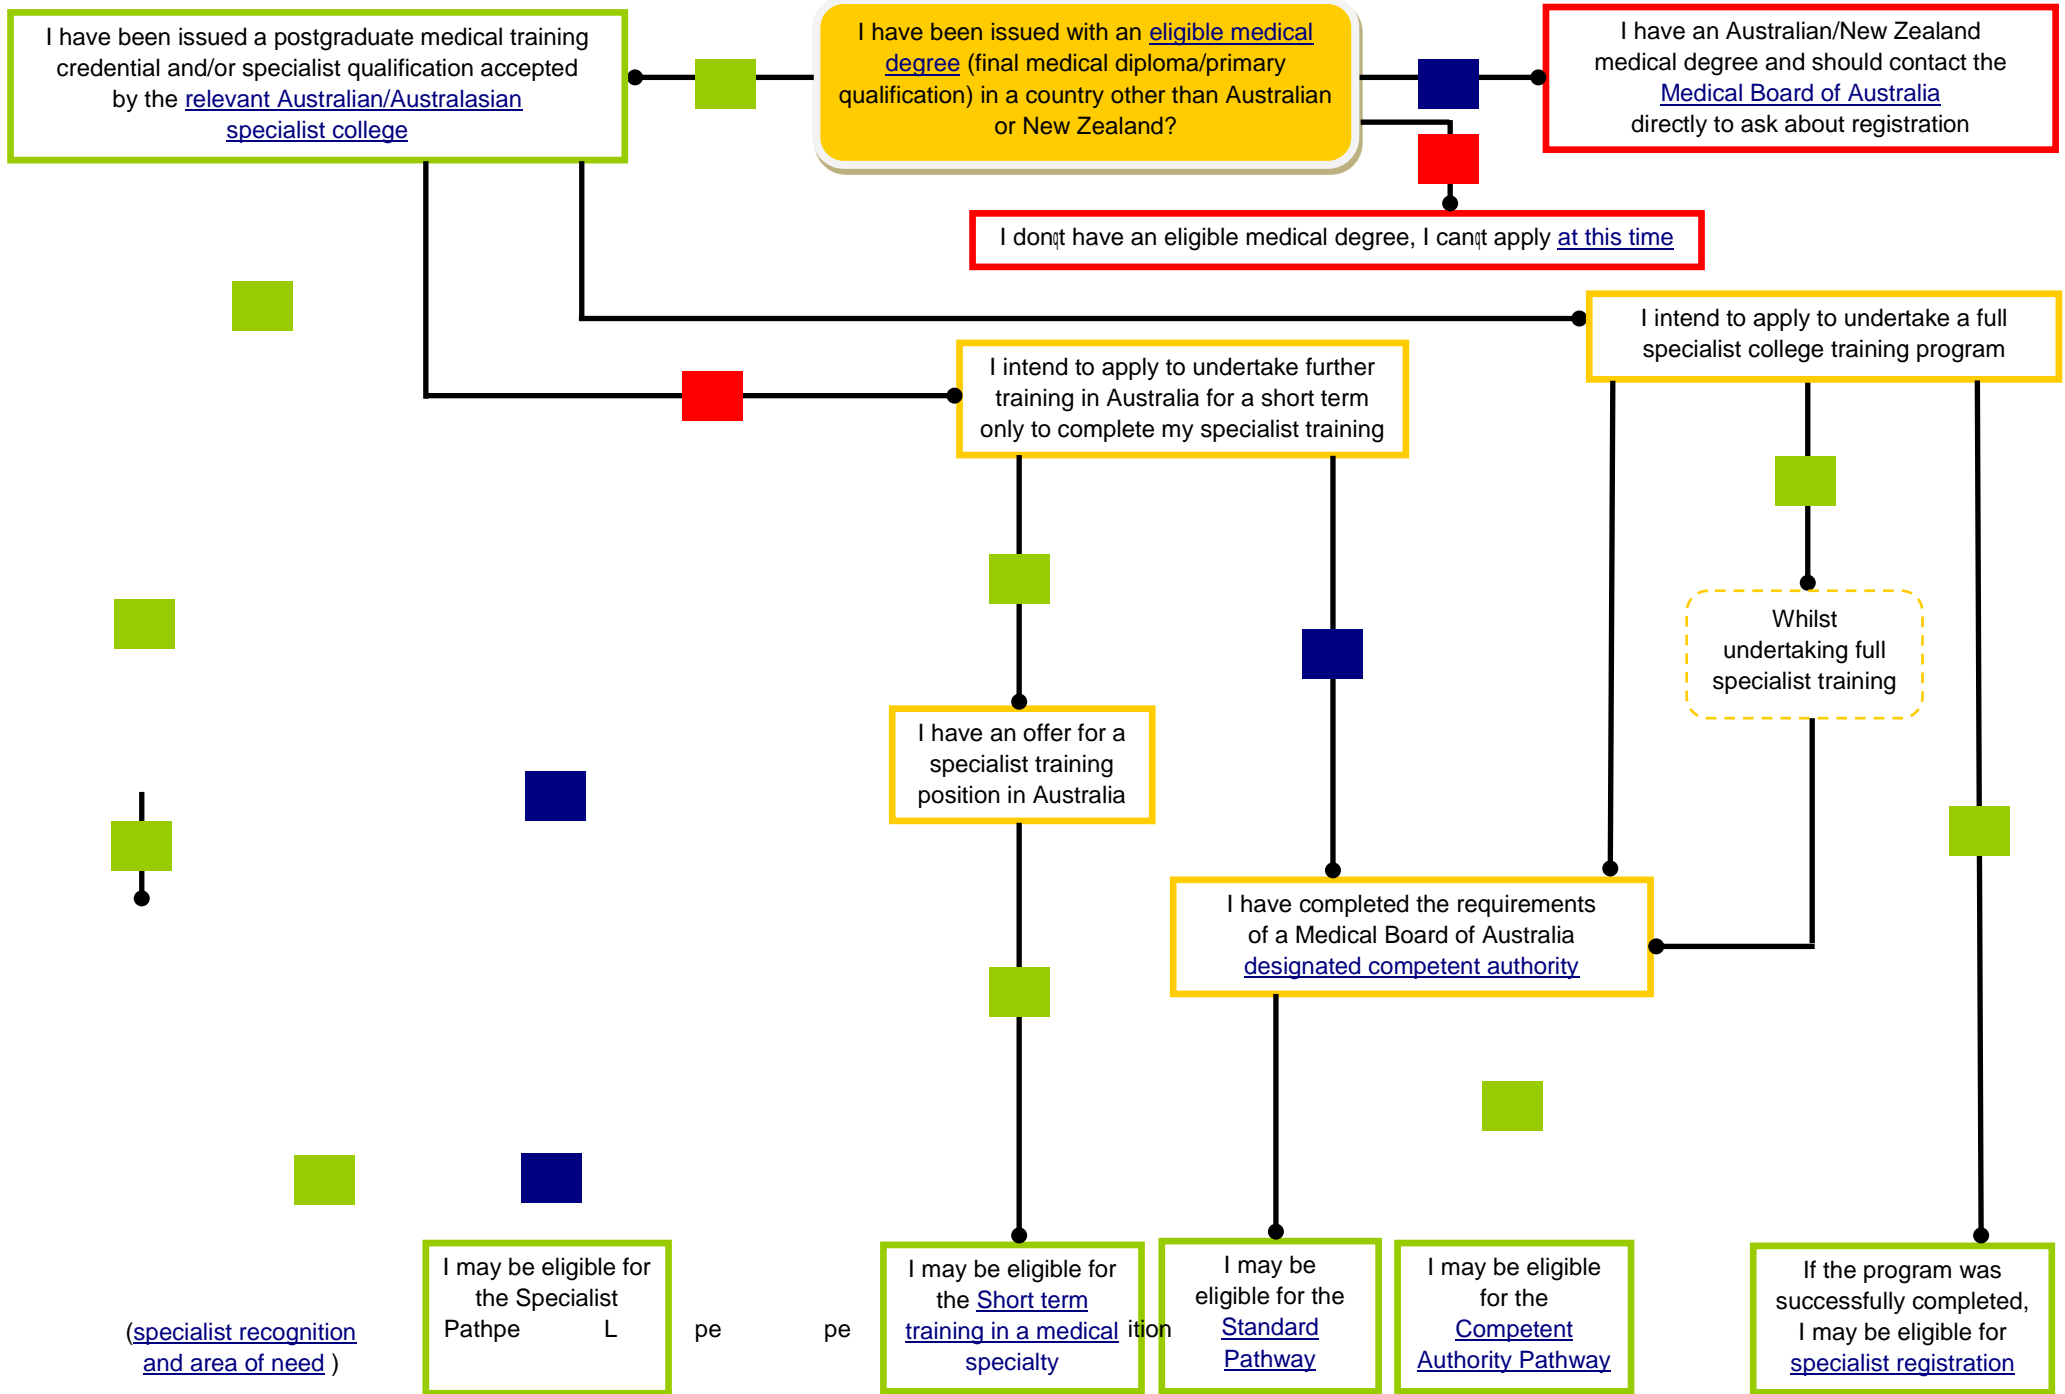 I have been issued a postgraduate medical training
credential and/or specialist qualification accepted
by the relevant Australian/Australasian
specialist college
I have been issued with an eligible medical
degree (final medical diploma/primary
qualification) in a country other than Australian
or New Zealand?
I have an Australian/New Zealand
medical degree and should contact the
Medical Board of Australia
directly to ask about registration
I donqt have an eligible medical degree, I canqt apply at this time
I intend to apply to undertake a full
specialist college training program
I intend to apply to undertake further
training in Australia for a short term
only to complete my specialist training
Whilst
undertaking full
specialist training
I have an offer for a
specialist training
position in Australia
I have completed the requirements
of a Medical Board of Australia
designated competent authority
(specialist recognition
and area of need )
I may be eligible for
the Specialist
Pathpe L pe pe
I may be eligible for
the Short term
training in a medical ition
specialty
I may be
eligible for the
Standard
Pathway
I may be eligible
for the
Competent
Authority Pathway
If the program was
successfully completed,
I may be eligible for
specialist registration